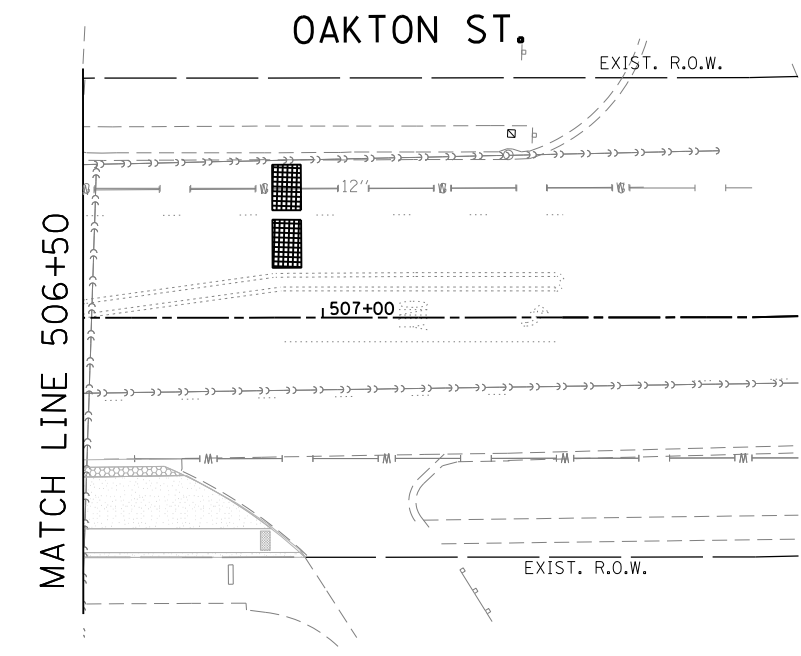 OAKTON ST.
EXIST. R.O.W.
12''
507+00
MATCH LINE 506+50
W W W W
EXIST. R.O.W.